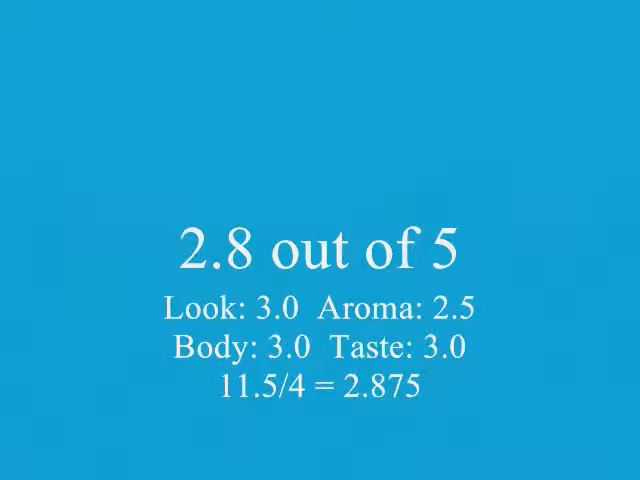 2.8 out of 5
Look: 3.0  Aroma: 2.5
Body: 3.0  Taste: 3.0
11.5/4 = 2.875